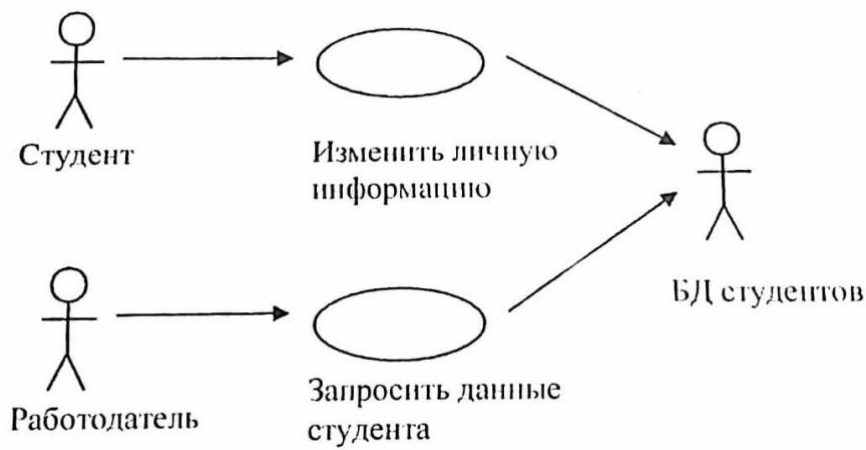 Студент
Изменить личную
информацию
БД студентов
Работодатель
Запросить данные
студента